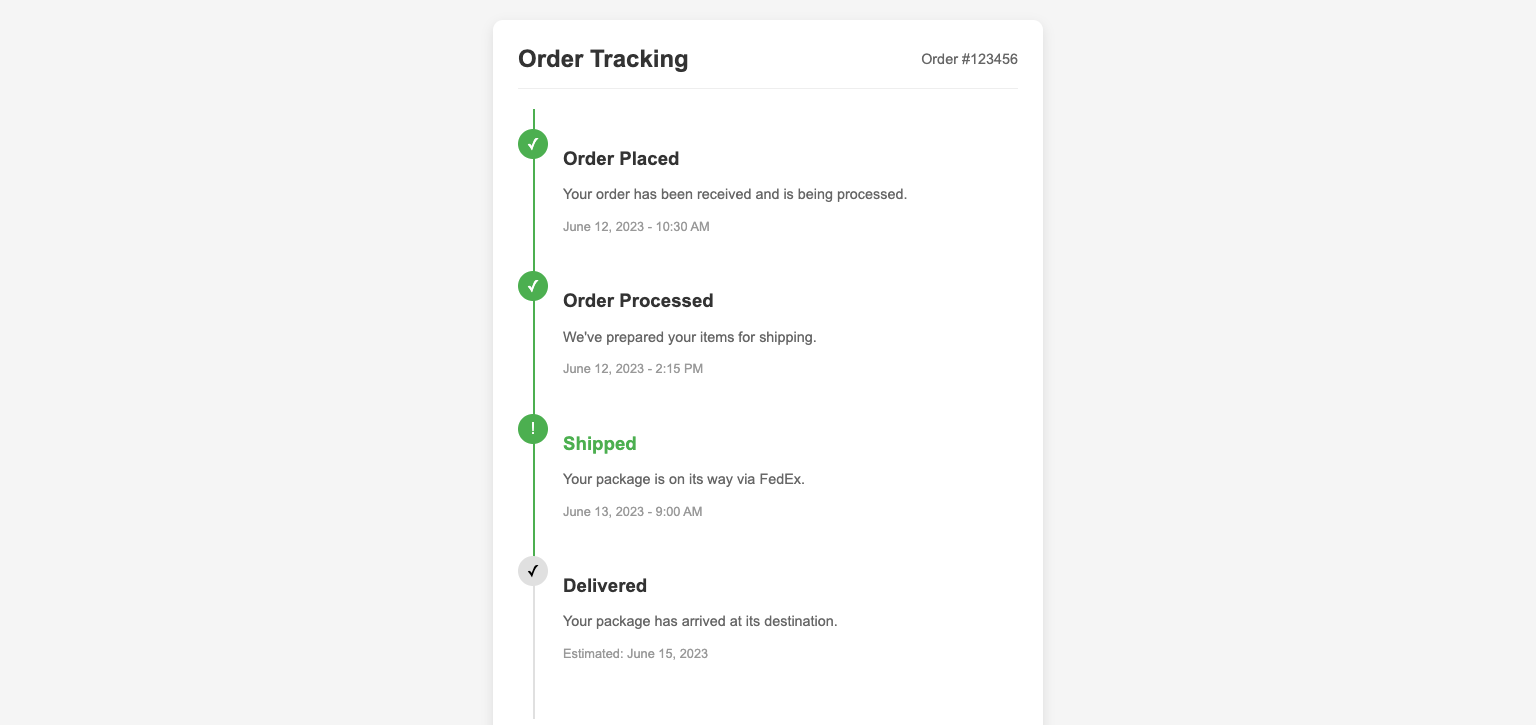 Order Tracking
Order #123456
✓
Order Placed
Your order has been received and is being processed.
June 12, 2023 - 10:30 AM
✓
Order Processed
We've prepared your items for shipping.
June 12, 2023 - 2:15 PM
!
Shipped
Your package is on its way via FedEx.
June 13, 2023 - 9:00 AM
✓
Delivered
Your package has arrived at its destination.
Estimated: June 15, 2023